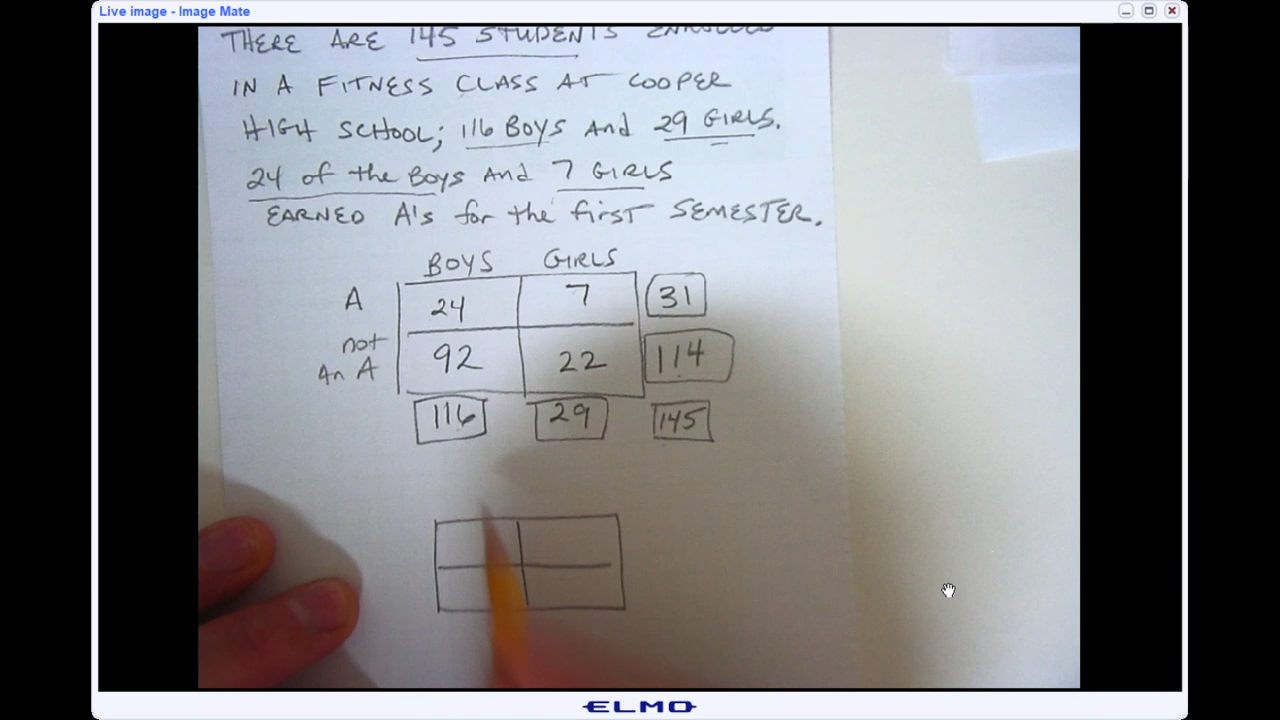 Live image - Image Mate
THERE ARE 145 STUDENTS ENROLLED
IN A FITNESS CLASS AT COOPER
HIGH SCHOOL; 116 BOYS And 29 GIRLS.
24 of the Boys And 7 GIRLS
EARNED A's for the first SEMESTER.
BOYS GIRLS
A 24 7 31
not
An A 92 22 114
116 29 145
ELMO